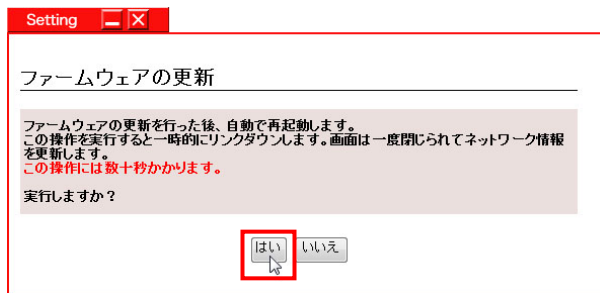 Setting
ファームウェアの更新
ファームウェアの更新を行った後、自動で再起動します。
この操作を実行すると一時的にリンクダウンします。画面は一度閉じられてネットワーク情報
を更新します。
この操作には数十秒かかります。
実行しますか？
はい いいえ